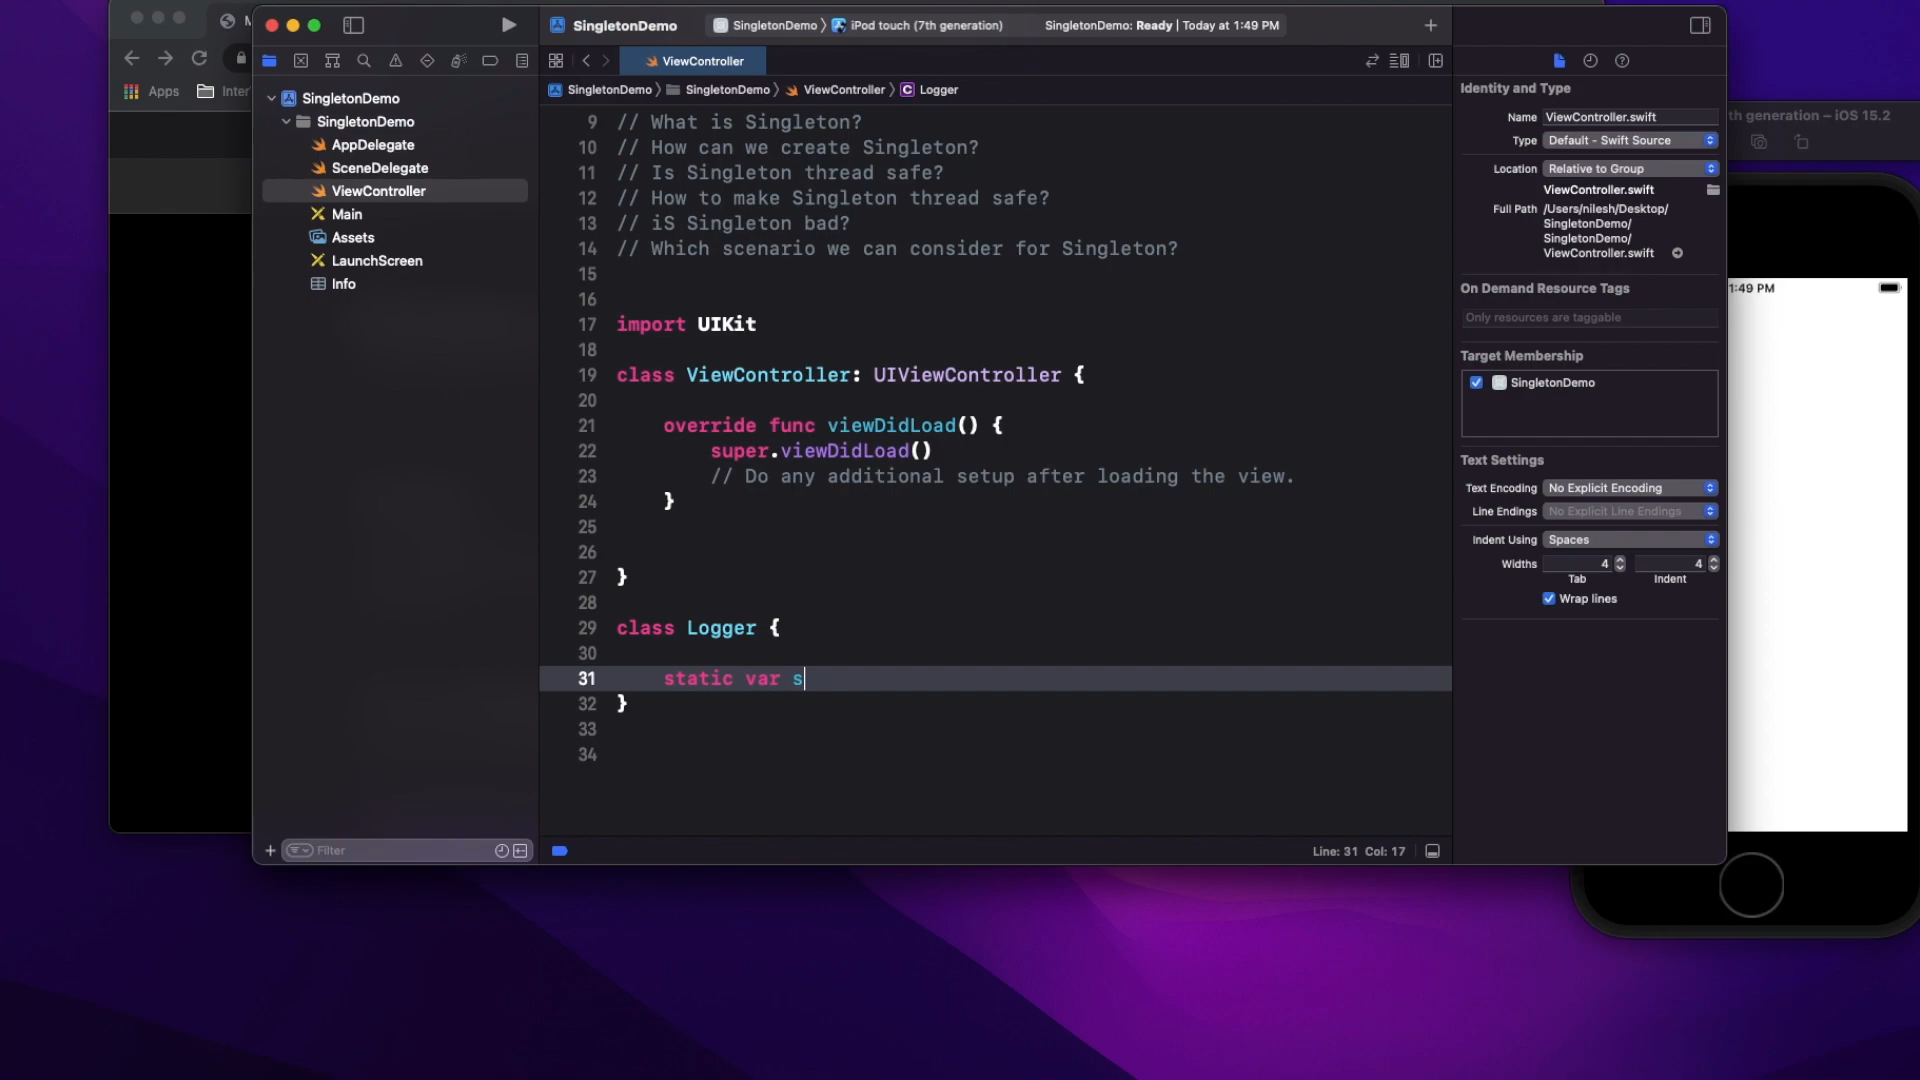 SingletonDemo
SingletonDemo 〉 iPod touch (7th generation)
SingletonDemo: Ready | Today at 1:49 PM
Apps
ViewController
SingletonDemo 〉 SingletonDemo 〉 ViewController 〉 C Logger
SingletonDemo
SingletonDemo
AppDelegate
SceneDelegate
ViewController
Main
Assets
LaunchScreen
Info
Filter
9 // What is Singleton?
10 // How can we create Singleton?
11 // Is Singleton thread safe?
12 // How to make Singleton thread safe?
13 // iS Singleton bad?
14 // Which scenario we can consider for Singleton?
15
16
17 import UIKit
18
19 class ViewController: UIViewController {
20
21     override func viewDidLoad() {
22         super.viewDidLoad()
23         // Do any additional setup after loading the view.
24     }
25
26
27 }
28
29 class Logger {
30
31     static var s
32 }
33
34
Line: 31 Col: 17
Identity and Type
Name ViewController.swift
Type Default - Swift Source
Location Relative to Group
ViewController.swift
Full Path /Users/nilesh/Desktop/
SingletonDemo/
SingletonDemo/
ViewController.swift
On Demand Resource Tags
Only resources are taggable
Target Membership
SingletonDemo
Text Settings
Text Encoding No Explicit Encoding
Line Endings No Explicit Line Endings
Indent Using Spaces
Widths 4 4
Tab Indent
Wrap lines
th generation – iOS 15.2
1:49 PM